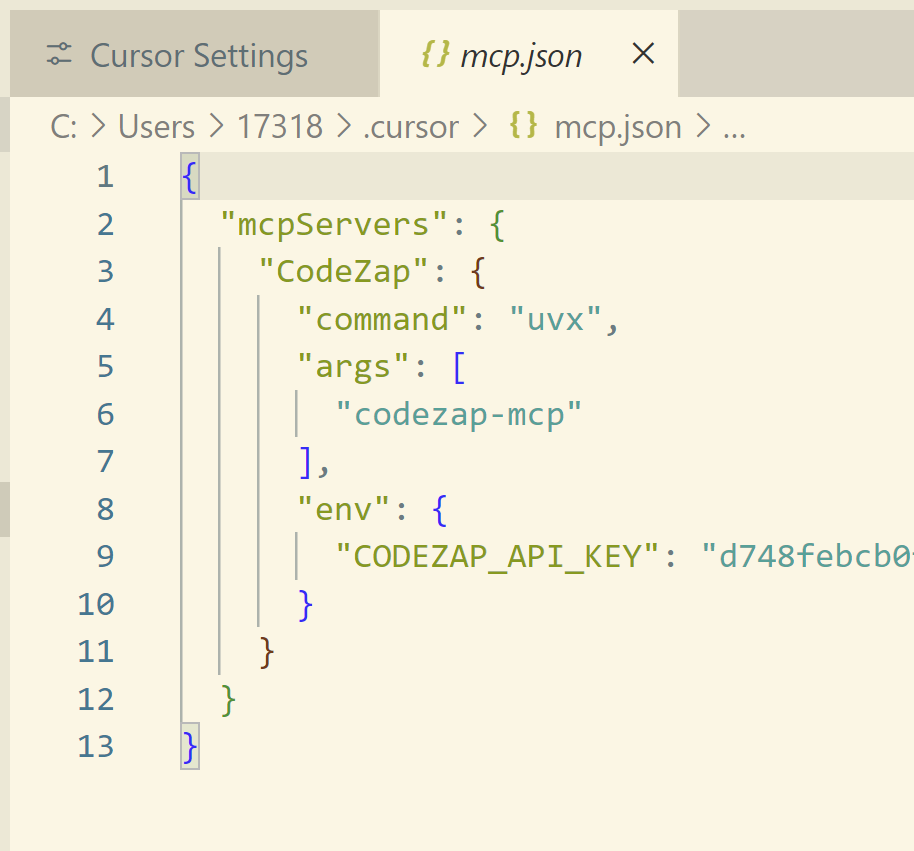 Cursor Settings {} mcp.json
C: > Users > 17318 > .cursor > {} mcp.json > ...
1 {
2 "mcpServers": {
3 "CodeZap": {
4 "command": "uvx",
5 "args": [
6 "codezap-mcp"
7 ],
8 "env": {
9 "CODEZAP_API_KEY": "d748febcb0
10 }
11 }
12 }
13 }